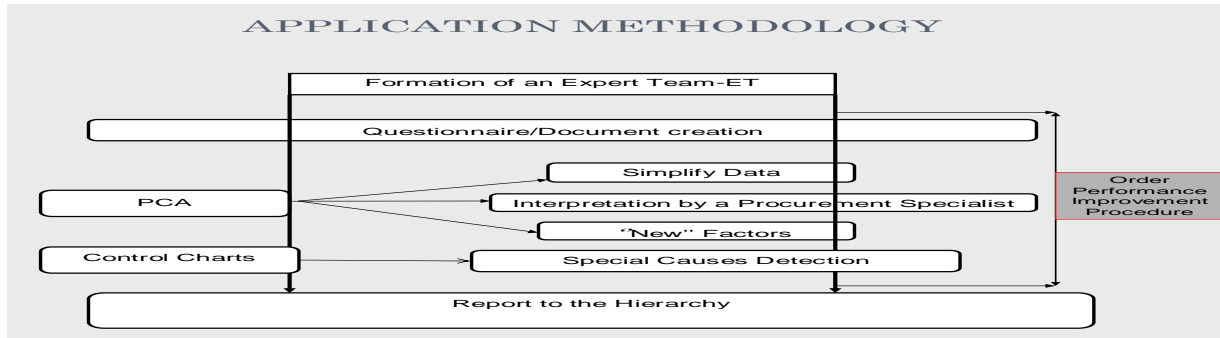 APPLICATION METHODOLOGY
Formation of an Expert Team-ET
Questionnaire/Document creation
Simplify Data
PCA
Interpretation by a Procurement Specialist
“New” Factors
Control Charts
Special Causes Detection
Report to the Hierarchy
Order
Performance
Improvement
Procedure